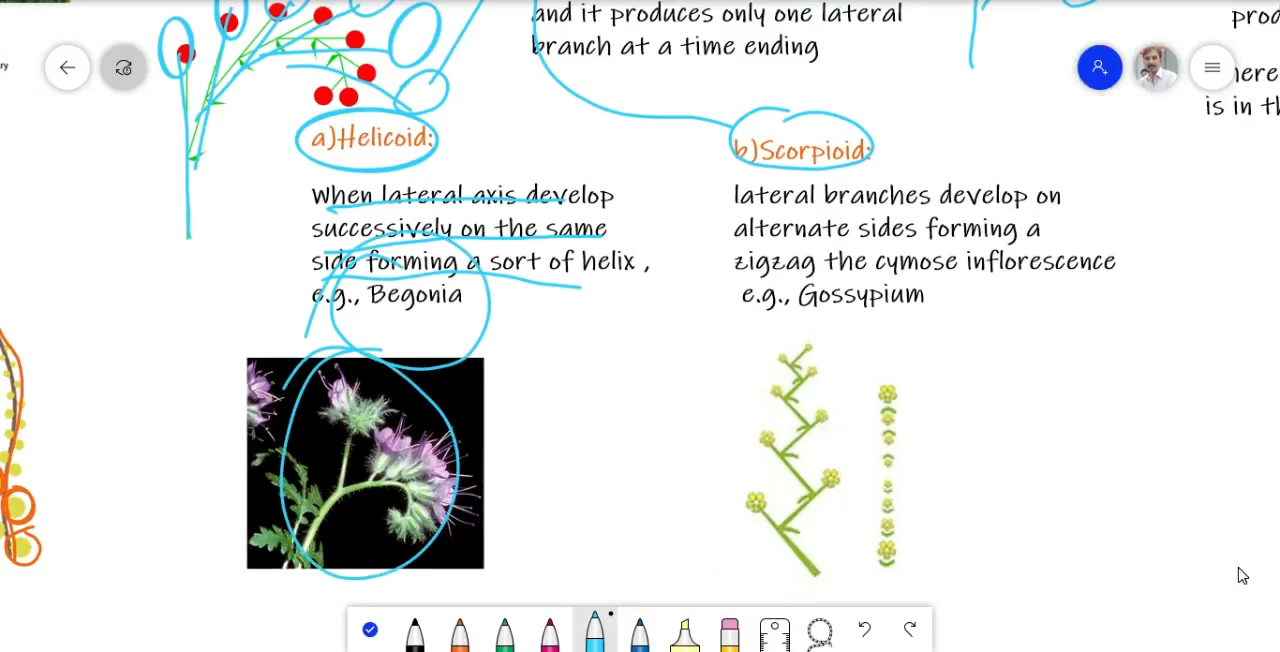 and it produces only one lateral
branch at a time ending
prod
here
is in th
ry
a)Helicoid:
When lateral axis develop
successively on the same
side forming a sort of helix ,
e.g., Begonia
b)Scorpioid:
lateral branches develop on
alternate sides forming a
zigzag the cymose inflorescence
e.g., Gossypium